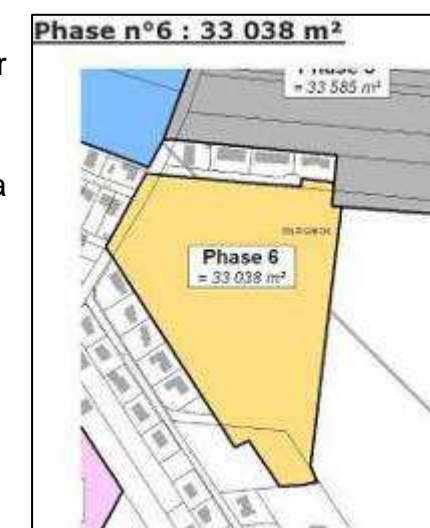 Phase n°6 : 33 038 m²
r
= 33 585 m²
a
Phase 6
= 33 038 m²